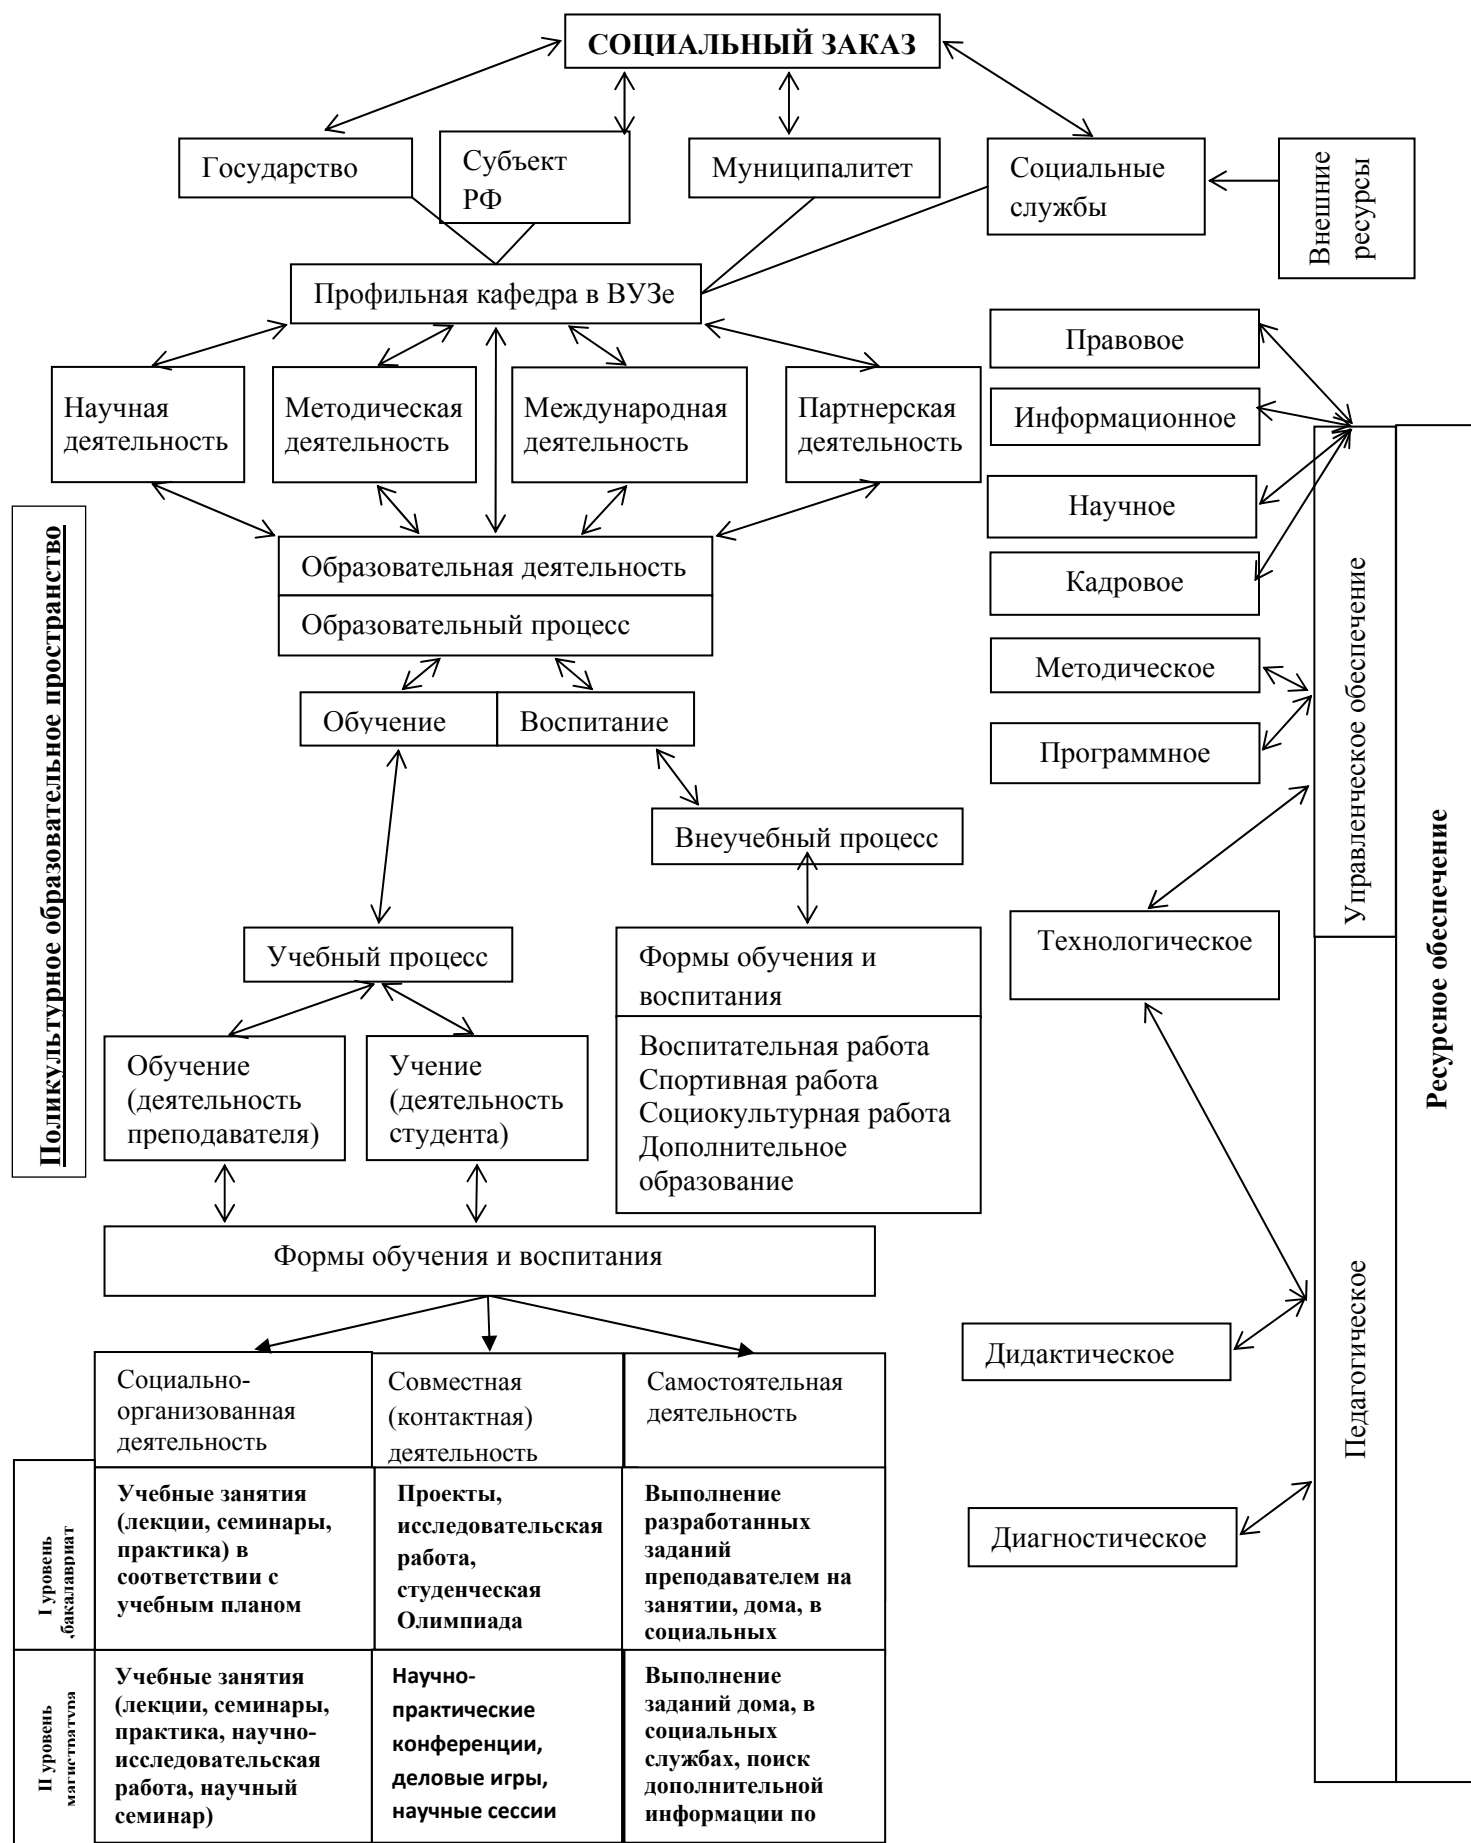 СОЦИАЛЬНЫЙ ЗАКАЗ
Государство
Субъект
РФ
Муниципалитет
Социальные
службы
Внешние
ресурсы
Профильная кафедра в ВУЗе
Научная
деятельность
Методическая
деятельность
Международная
деятельность
Партнерская
деятельность
Правовое
Информационное
Научное
Кадровое
Методическое
Программное
Управленческое обеспечение
Ресурсное обеспечение
Поликультурное образовательное пространство
Образовательная деятельность
Образовательный процесс
Обучение
Воспитание
Внеучебный процесс
Учебный процесс
Формы обучения и
воспитания
Воспитательная работа
Спортивная работа
Социокультурная работа
Дополнительное
образование
Технологическое
Обучение
(деятельность
преподавателя)
Учение
(деятельность
студента)
Формы обучения и воспитания
Педагогическое
Дидактическое
Диагностическое
Социально-
организованная
деятельность
Совместная
(контактная)
деятельность
Самостоятельная
деятельность
I уровень
,бакалавриат
Учебные занятия
(лекции, семинары,
практика) в
соответствии с
учебным планом
Проекты,
исследовательская
работа,
студенческая
Олимпиада
Выполнение
разработанных
заданий
преподавателем на
занятии, дома, в
социальных
II уровень
магистратура
Учебные занятия
(лекции, семинары,
практика, научно-
исследовательская
работа, научный
семинар)
Научно-
практические
конференции,
деловые игры,
научные сессии
Выполнение
заданий дома, в
социальных
службах, поиск
дополнительной
информации по